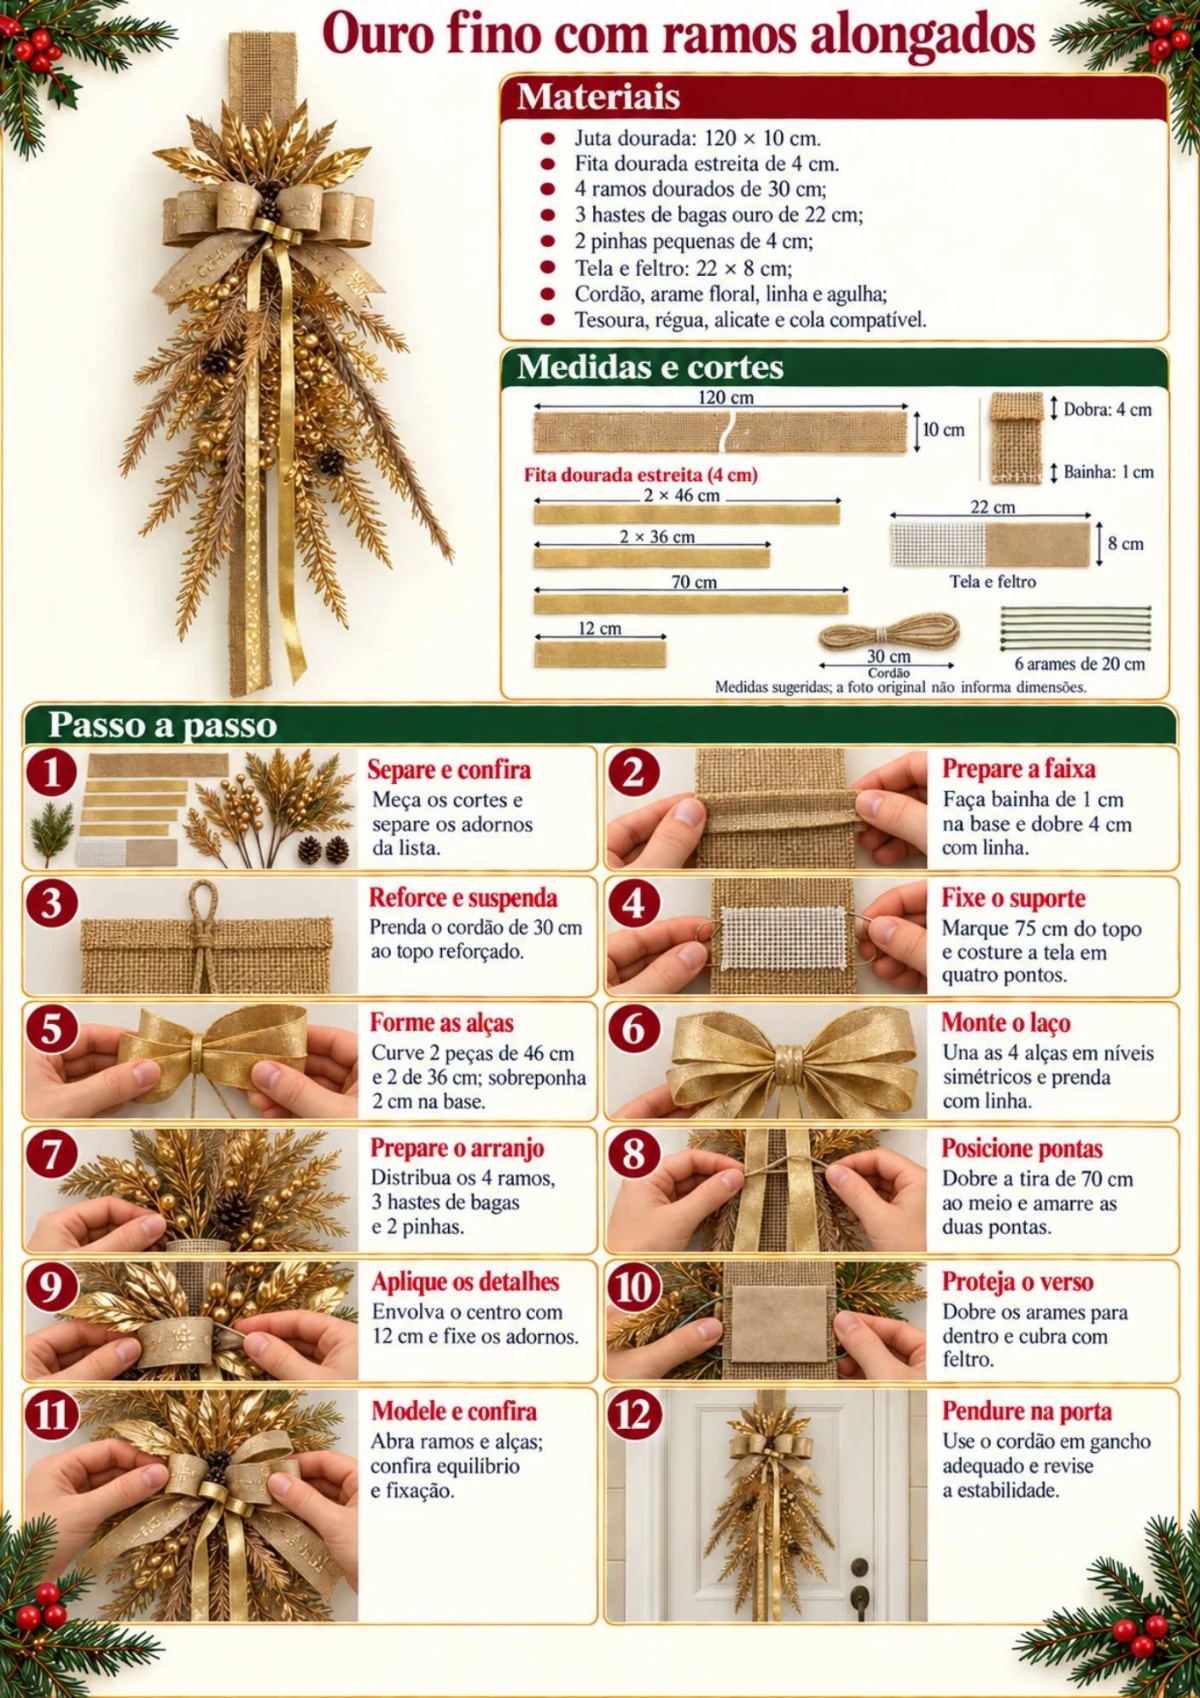 Ouro fino com ramos alongados
Materiais
Juta dourada: 120 × 10 cm.
Fita dourada estreita de 4 cm.
4 ramos dourados de 30 cm;
3 hastes de bagas ouro de 22 cm;
2 pinhas pequenas de 4 cm;
Tela e feltro: 22 × 8 cm;
Cordão, arame floral, linha e agulha;
Tesoura, régua, alicate e cola compatível.
Medidas e cortes
120 cm
10 cm
Dobra: 4 cm
Bainha: 1 cm
Fita dourada estreita (4 cm)
2 × 46 cm
2 × 36 cm
70 cm
12 cm
22 cm
8 cm
Tela e feltro
30 cm
Cordão
6 arames de 20 cm
Medidas sugeridas; a foto original não informa dimensões.
Passo a passo
1
Separe e confira
Meça os cortes e
separe os adornos
da lista.
2
Prepare a faixa
Faça bainha de 1 cm
na base e dobre 4 cm
com linha.
3
Reforce e suspenda
Prenda o cordão de 30 cm
ao topo reforçado.
4
Fixe o suporte
Marque 75 cm do topo
e costure a tela em
quatro pontos.
5
Forme as alças
Curve 2 peças de 46 cm
e 2 de 36 cm; sobreponha
2 cm na base.
6
Monte o laço
Una as 4 alças em níveis
simétricos e prenda
com linha.
7
Prepare o arranjo
Distribua os 4 ramos,
3 hastes de bagas
e 2 pinhas.
8
Posicione pontas
Dobre a tira de 70 cm
ao meio e amarre as
duas pontas.
9
Aplique os detalhes
Envolva o centro com
12 cm e fixe os adornos.
10
Proteja o verso
Dobre os arames para
dentro e cubra com
feltro.
11
Modele e confira
Abra ramos e alças;
confira equilíbrio
e fixação.
12
Pendure na porta
Use o cordão em gancho
adequado e revise
a estabilidade.